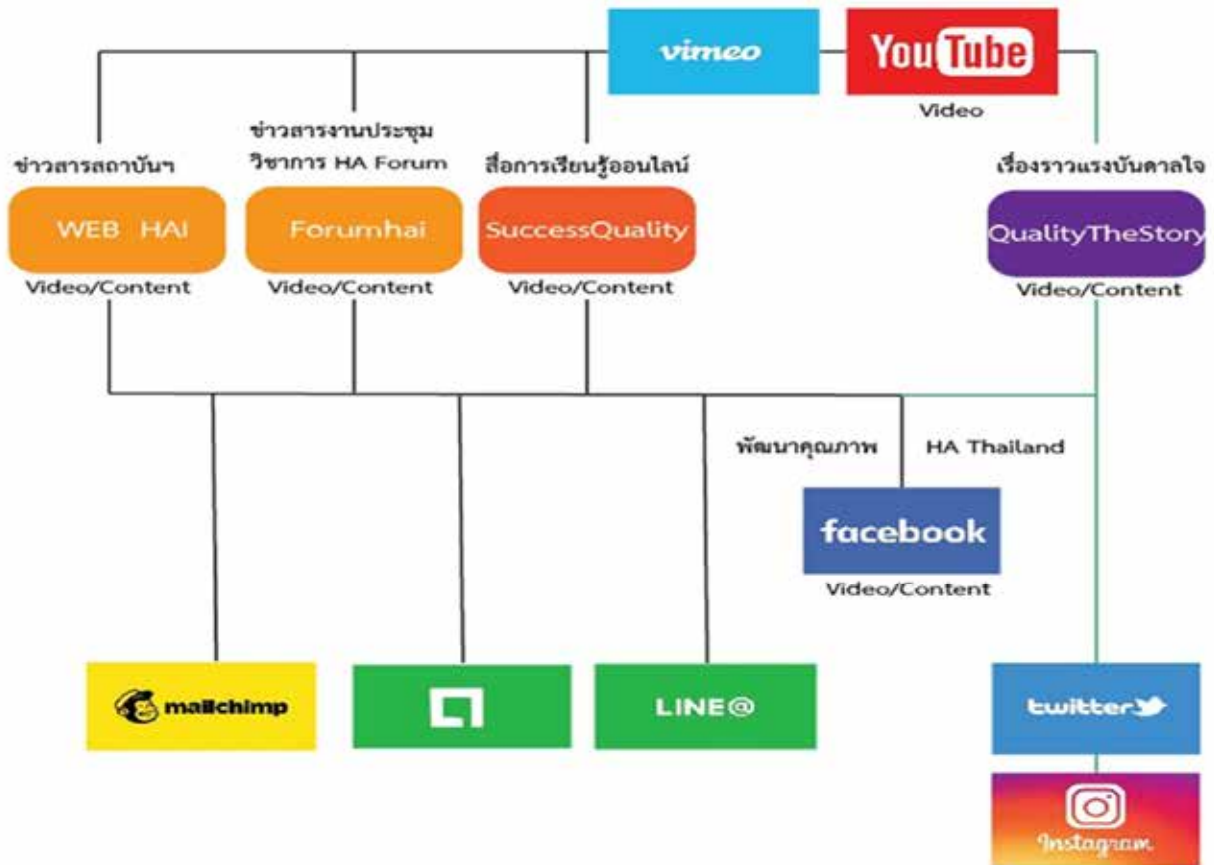 vimeo
YouTube
Video
ข่าวสารสถาบันฯ
ข่าวสารงานประชุม
วิชาการ HA Forum
สื่อการเรียนรู้ออนไลน์
เรื่องราวแรงบันดาลใจ
WEB HAI
Forumhai
SuccessQuality
QualityTheStory
Video/Content
Video/Content
Video/Content
Video/Content
พัฒนาคุณภาพ
HA Thailand
facebook
Video/Content
mailchimp
LINE@
twitter
Instagram